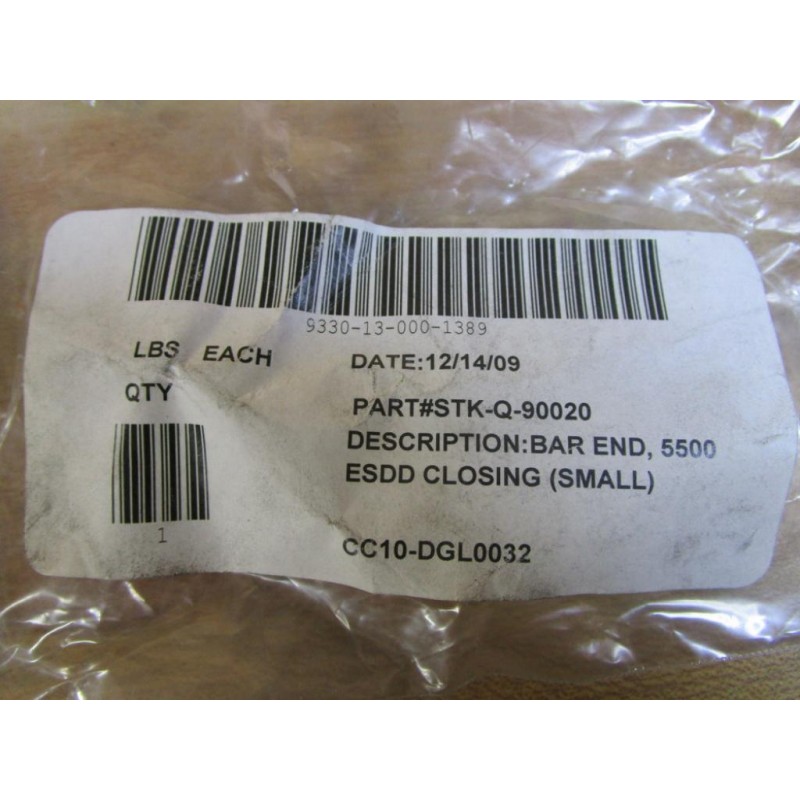 9330-13-000-1389
LBS EACH
DATE:12/14/09
QTY
PART#STK-Q-90020
DESCRIPTION:BAR END, 5500
ESDD CLOSING (SMALL)
1
CC10-DGL0032